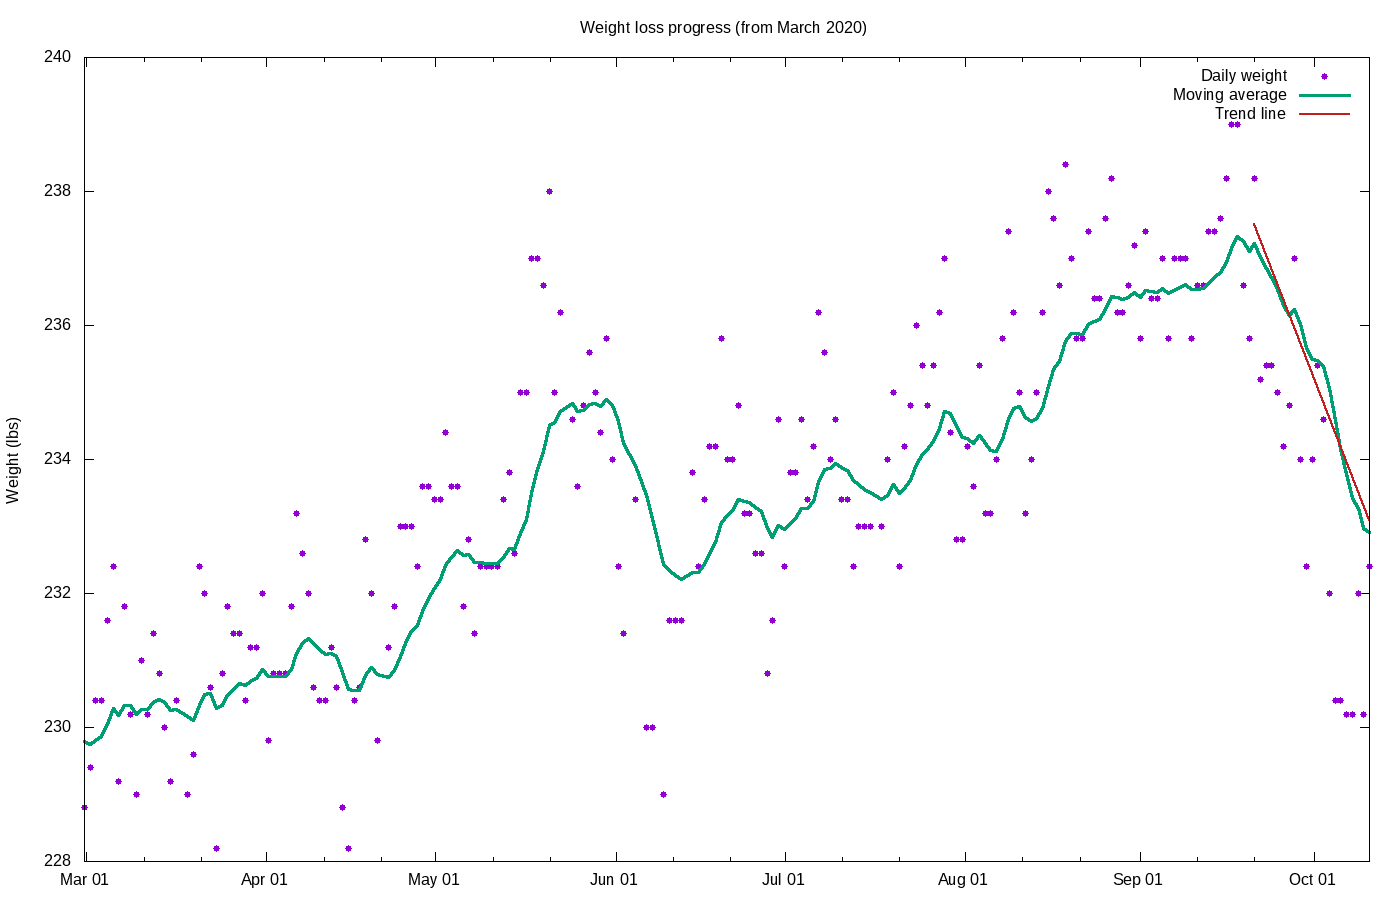 Weight loss progress (from March 2020)
Daily weight
Moving average
Trend line
Weight (lbs)
240
238
236
234
232
230
228
Mar 01 Apr 01 May 01 Jun 01 Jul 01 Aug 01 Sep 01 Oct 01